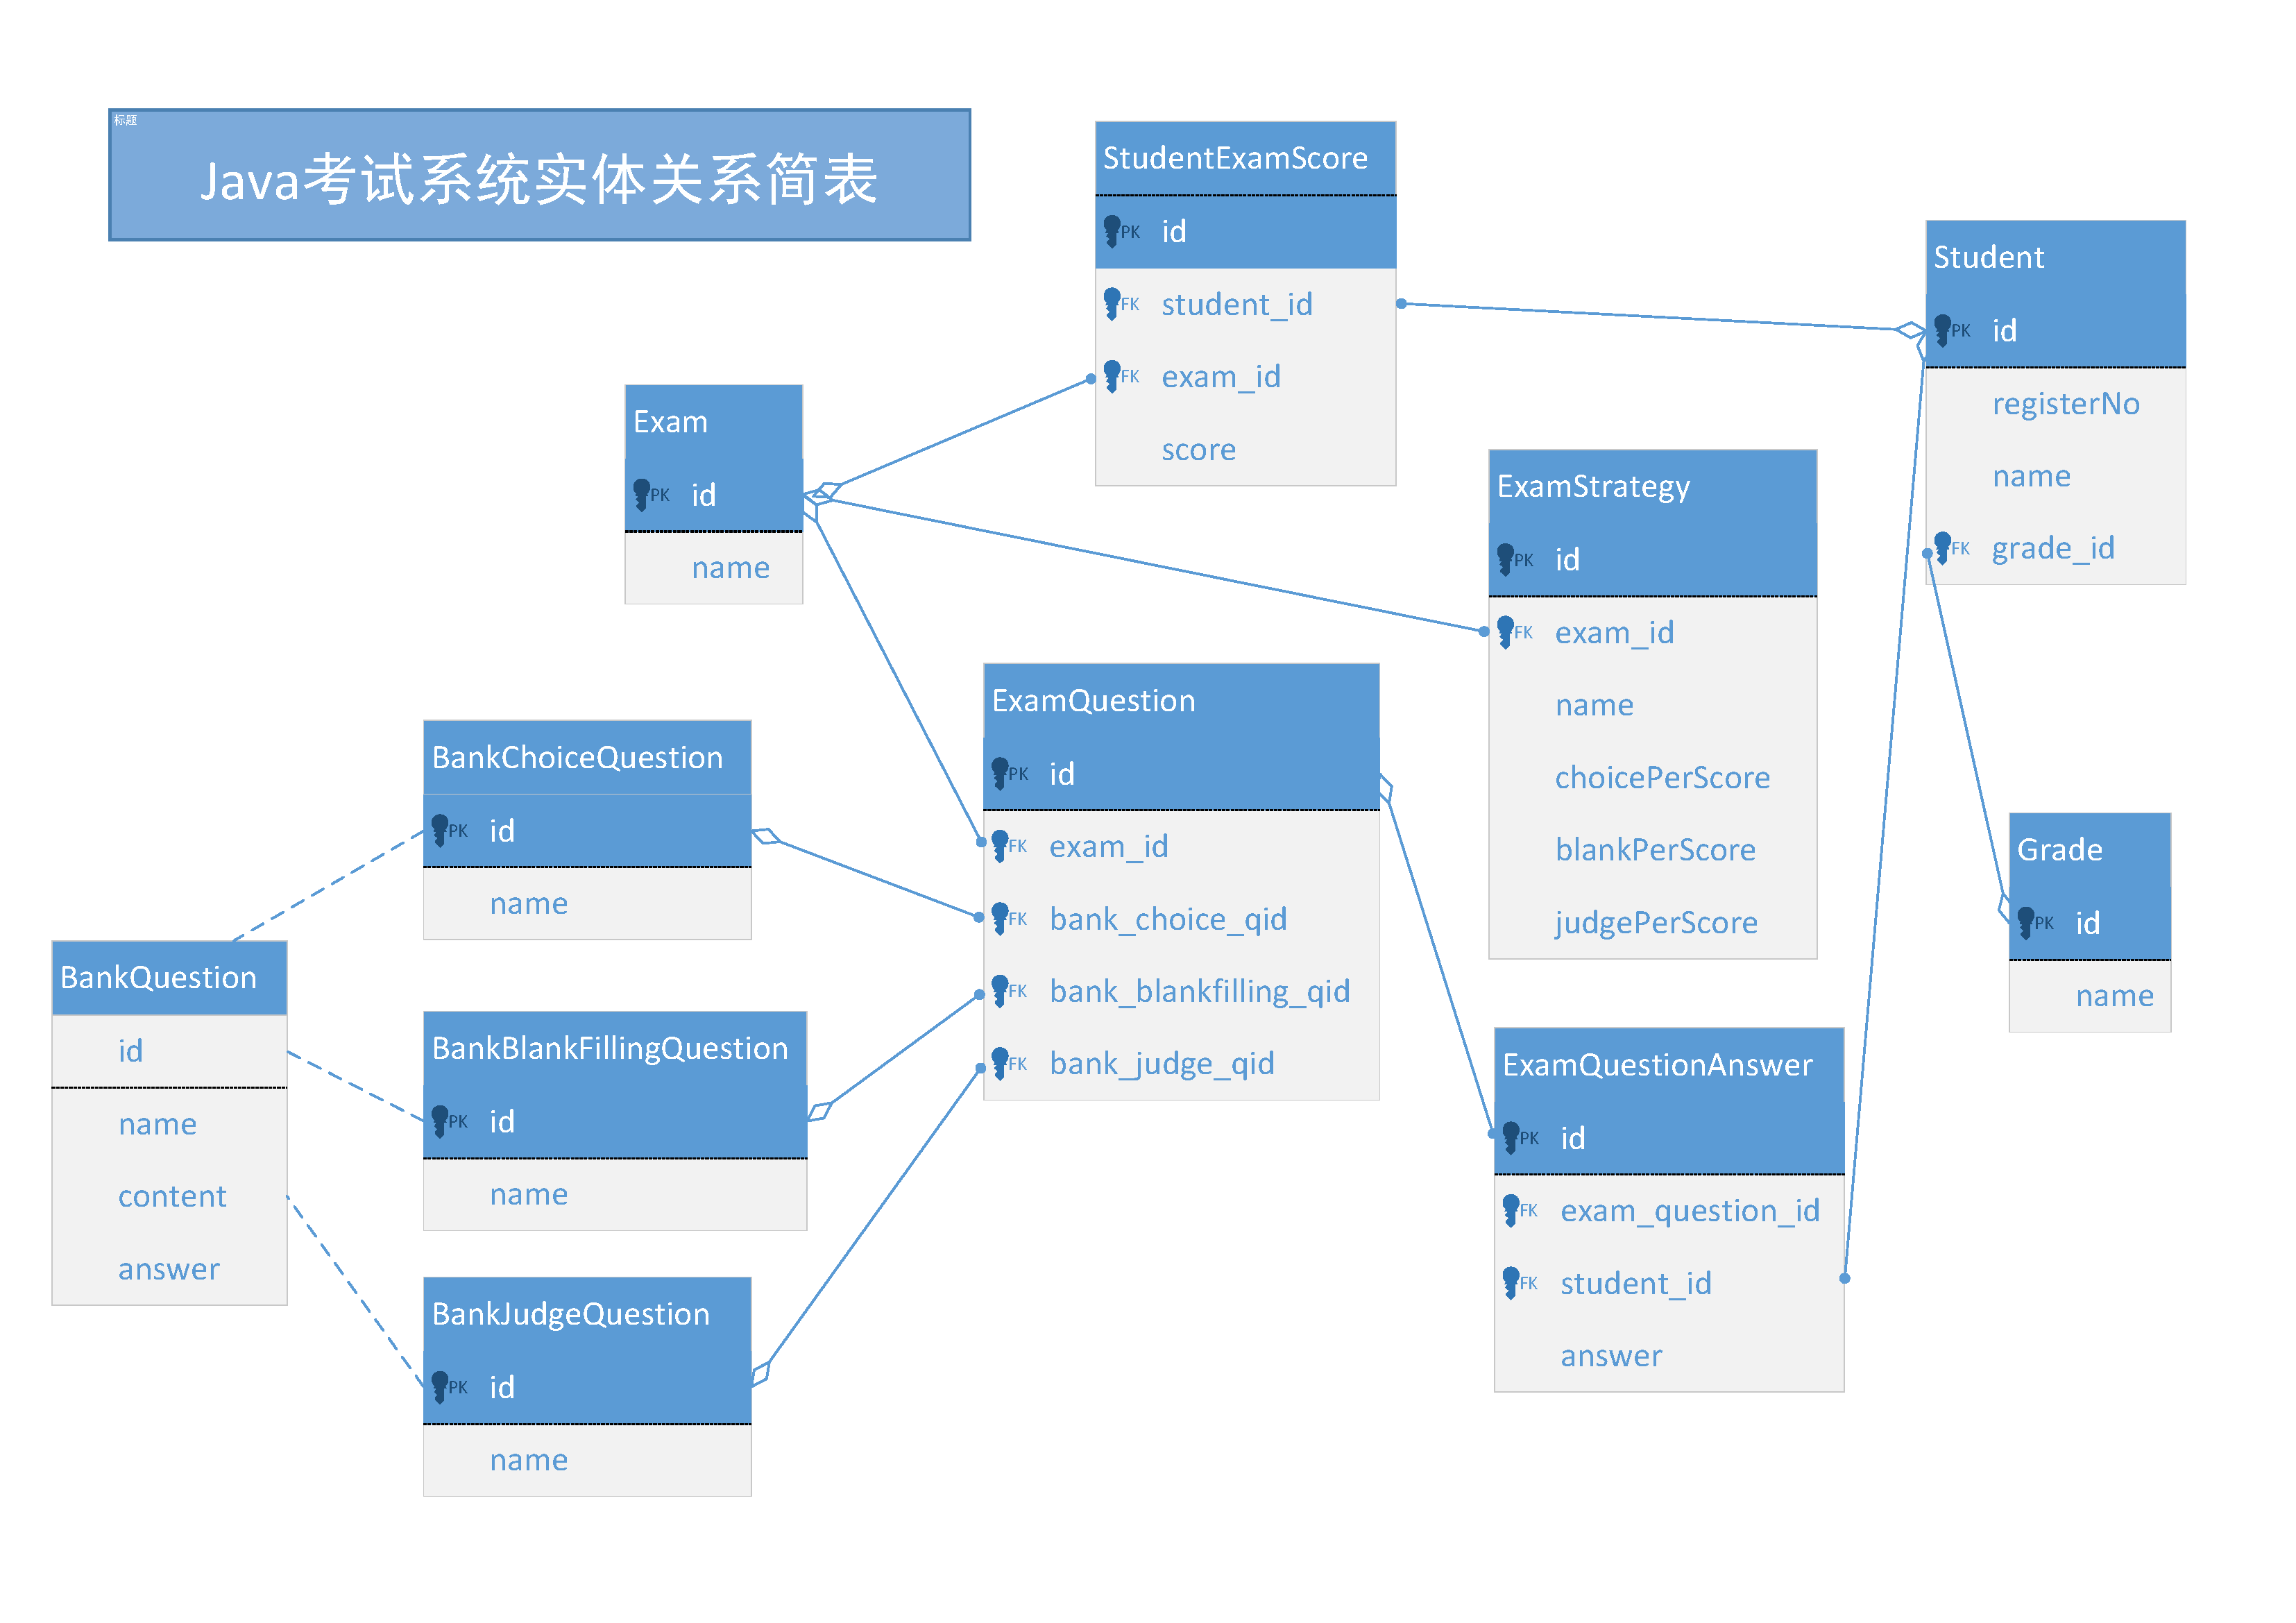 标题
Java考试系统实体关系简表
StudentExamScore
PK id
FK student_id
FK exam_id
score
Student
PK id
registerNo
name
FK grade_id
Exam
PK id
name
ExamStrategy
PK id
FK exam_id
name
choicePerScore
blankPerScore
judgePerScore
ExamQuestion
PK id
FK exam_id
FK bank_choice_qid
FK bank_blankfilling_qid
FK bank_judge_qid
BankChoiceQuestion
PK id
name
Grade
PK id
name
BankQuestion
id
name
content
answer
BankBlankFillingQuestion
PK id
name
ExamQuestionAnswer
PK id
FK exam_question_id
FK student_id
answer
BankJudgeQuestion
PK id
name